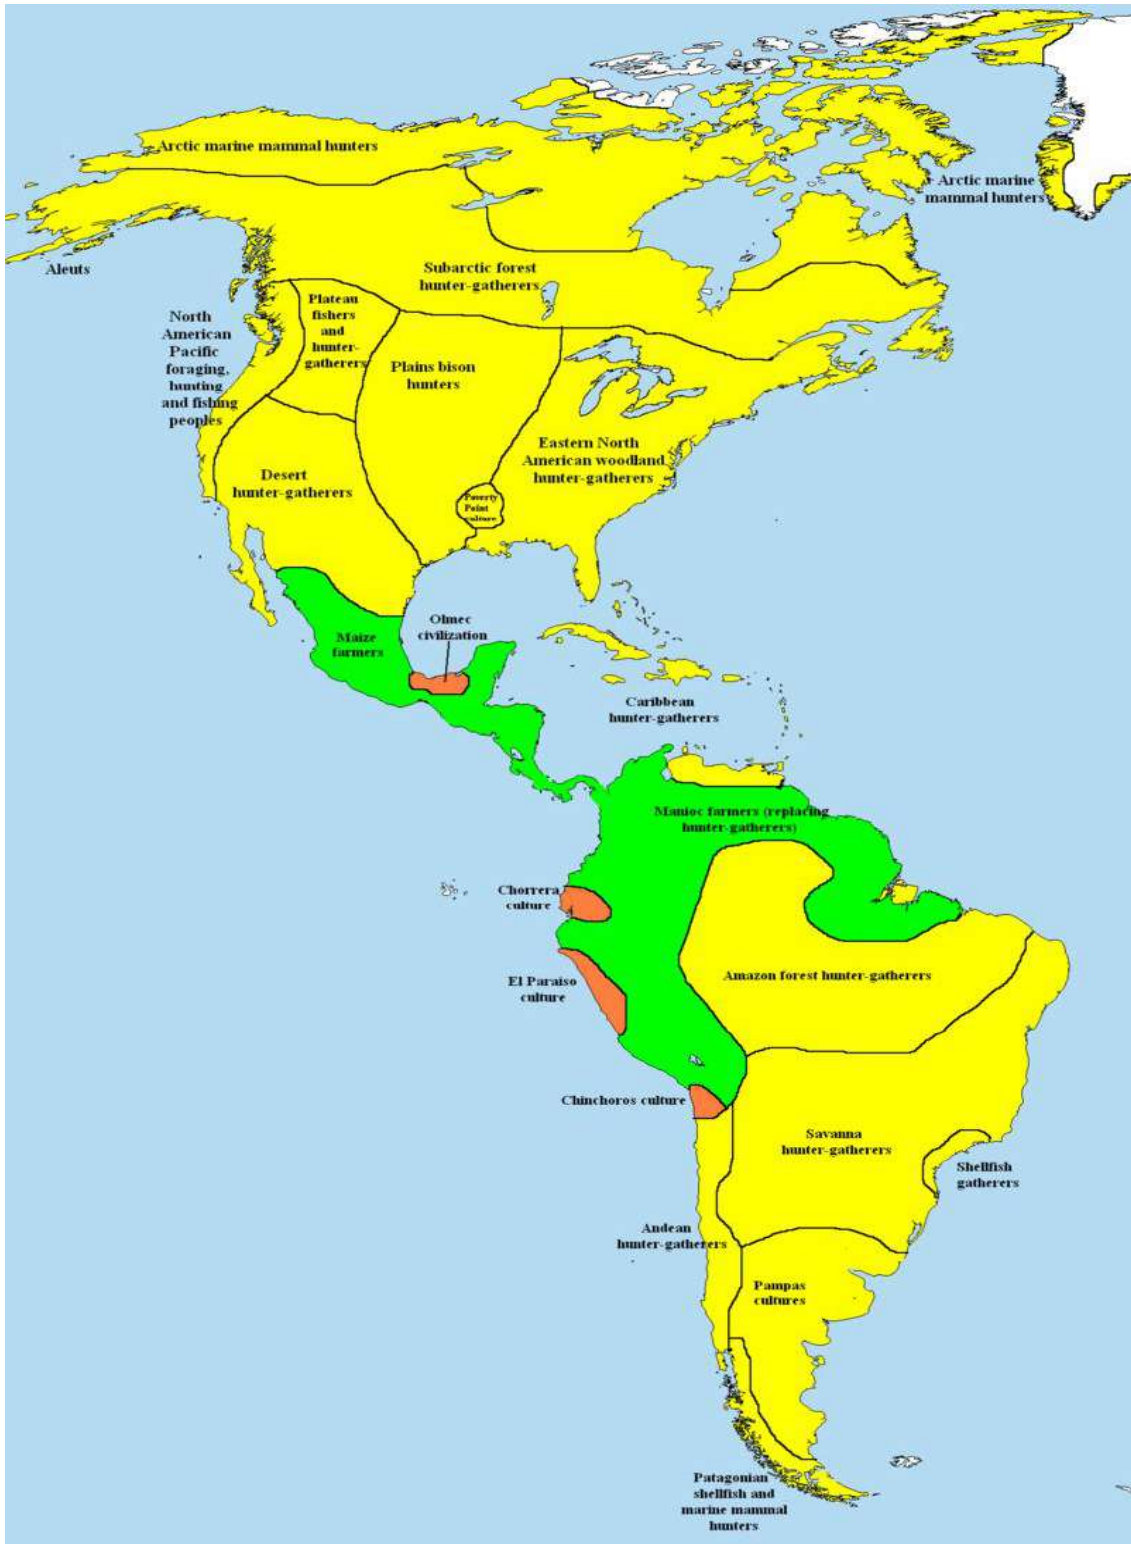 Arctic marine mammal hunters
Arctic marine
mammal hunters
Aleuts
Subarctic forest
hunter-gatherers
North
American
Pacific
foraging,
hunting
and fishing
peoples
Plateau
fishers
and
hunter-
gatherers
Plains bison
hunters
Eastern North
American woodland
hunter-gatherers
Desert
hunter-gatherers
Poverty
Point
culture
Olmec
civilization
Maize
farmers
Caribbean
hunter-gatherers
Manioc farmers (replacing
hunter-gatherers)
Chorrera
culture
El Paraiso
culture
Amazon forest hunter-gatherers
Chinchoros culture
Savanna
hunter-gatherers
Shellfish
gatherers
Andean
hunter-gatherers
Pampas
cultures
Patagonian
shellfish and
marine mammal
hunters